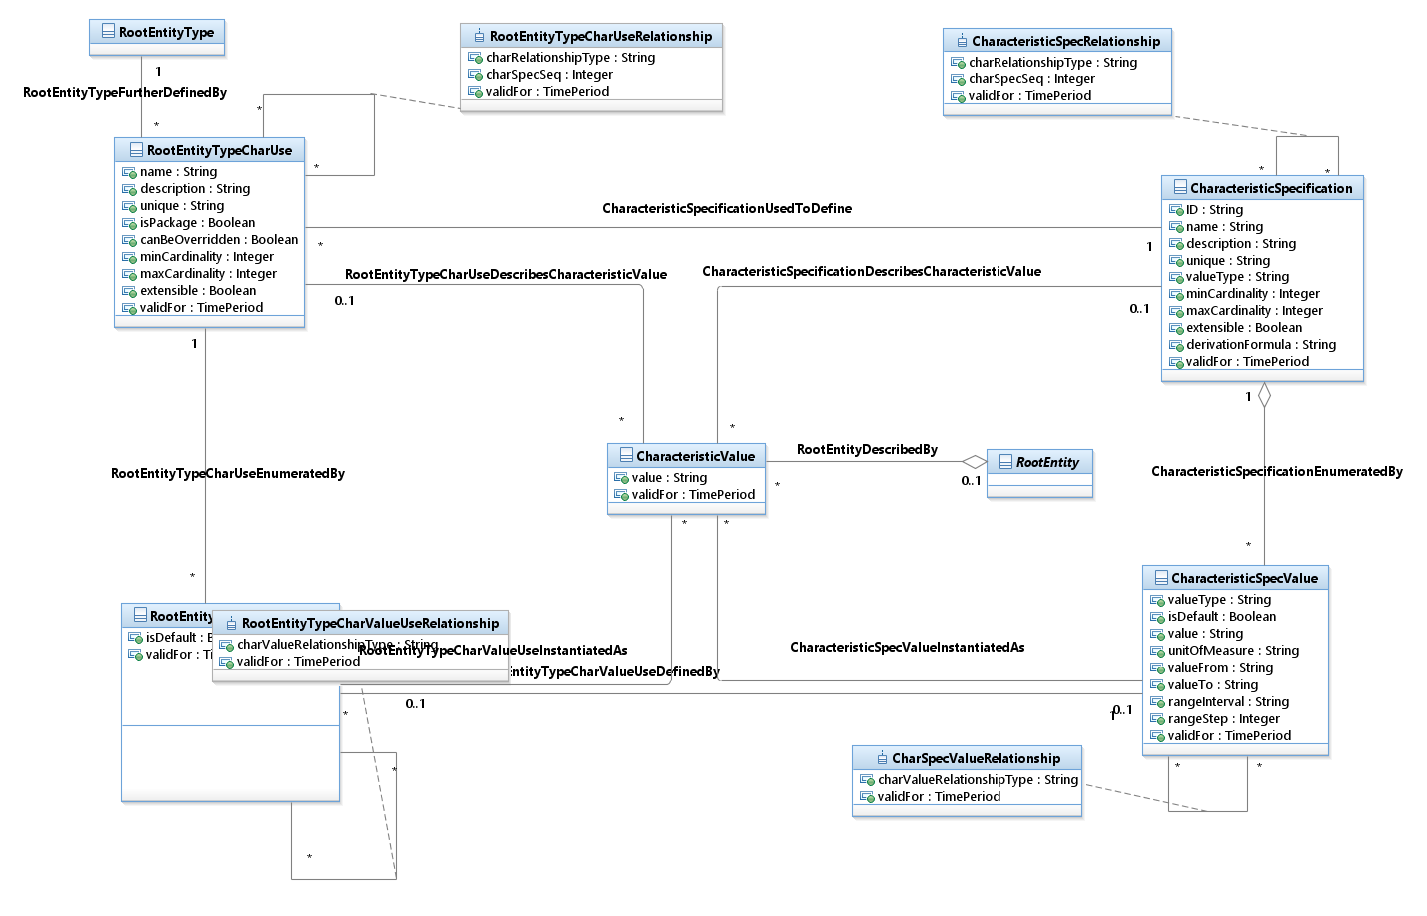 RootEntityType
1
RootEntityTypeFurtherDefinedBy
*
RootEntityTypeCharUseRelationship
charRelationshipType : String
charSpecSeq : Integer
validFor : TimePeriod
*
*
CharacteristicSpecRelationship
charRelationshipType : String
charSpecSeq : Integer
validFor : TimePeriod
*
*
RootEntityTypeCharUse
name : String
description : String
unique : String
isPackage : Boolean
canBeOverridden : Boolean
minCardinality : Integer
maxCardinality : Integer
extensible : Boolean
validFor : TimePeriod
CharacteristicSpecificationUsedToDefine
*
1
CharacteristicSpecification
ID : String
name : String
description : String
unique : String
valueType : String
minCardinality : Integer
maxCardinality : Integer
extensible : Boolean
derivationFormula : String
validFor : TimePeriod
RootEntityTypeCharUseDescribesCharacteristicValue
0..1
*
CharacteristicSpecificationDescribesCharacteristicValue
0..1
*
1
RootEntityTypeCharUseEnumeratedBy
*
CharacteristicValue
value : String
validFor : TimePeriod
RootEntityDescribedBy
*
0..1
RootEntity
1
CharacteristicSpecificationEnumeratedBy
*
*
*
CharacteristicSpecValue
valueType : String
isDefault : Boolean
value : String
unitOfMeasure : String
valueFrom : String
valueTo : String
rangeInterval : String
rangeStep : Integer
validFor : TimePeriod
RootEntity
isDefault : B
validFor : Ti
RootEntityTypeCharValueUseRelationship
charValueRelationshipType : String
validFor : TimePeriod
RootEntityTypeCharValueUseInstantiatedAs
ntityTypeCharValueUseDefinedBy
0..1
*
CharacteristicSpecValueInstantiatedAs
0..1
1
*
*
CharSpecValueRelationship
charValueRelationshipType : String
validFor : TimePeriod
*
*